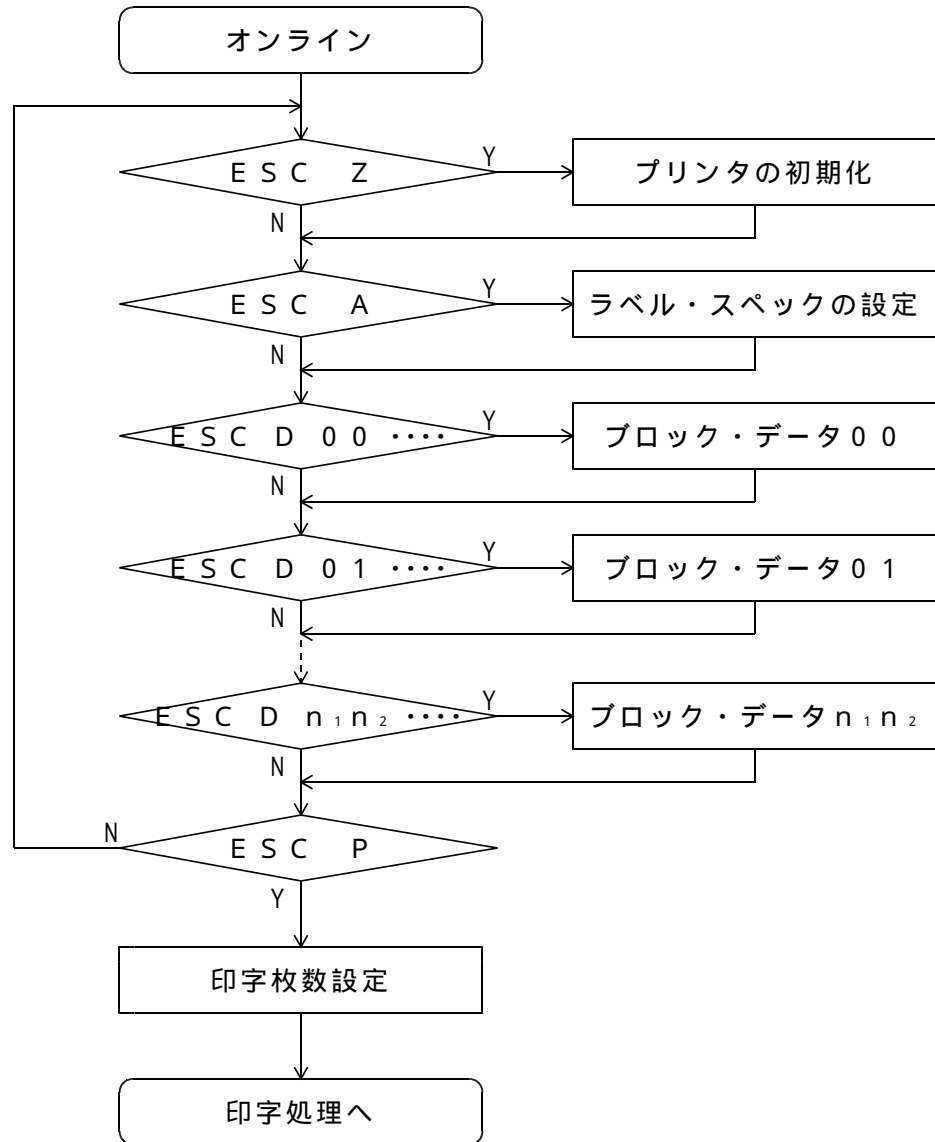 オンライン
ESC Z
Y
プリンタの初期化
N
ESC A
Y
ラベル・スペックの設定
N
ESC D 00 ････
Y
ブロック・データ00
N
ESC D 01 ････
Y
ブロック・データ01
N
ESC D n₁n₂ ････
Y
ブロック・データn₁n₂
N
N
ESC P
Y
印字枚数設定
印字処理へ